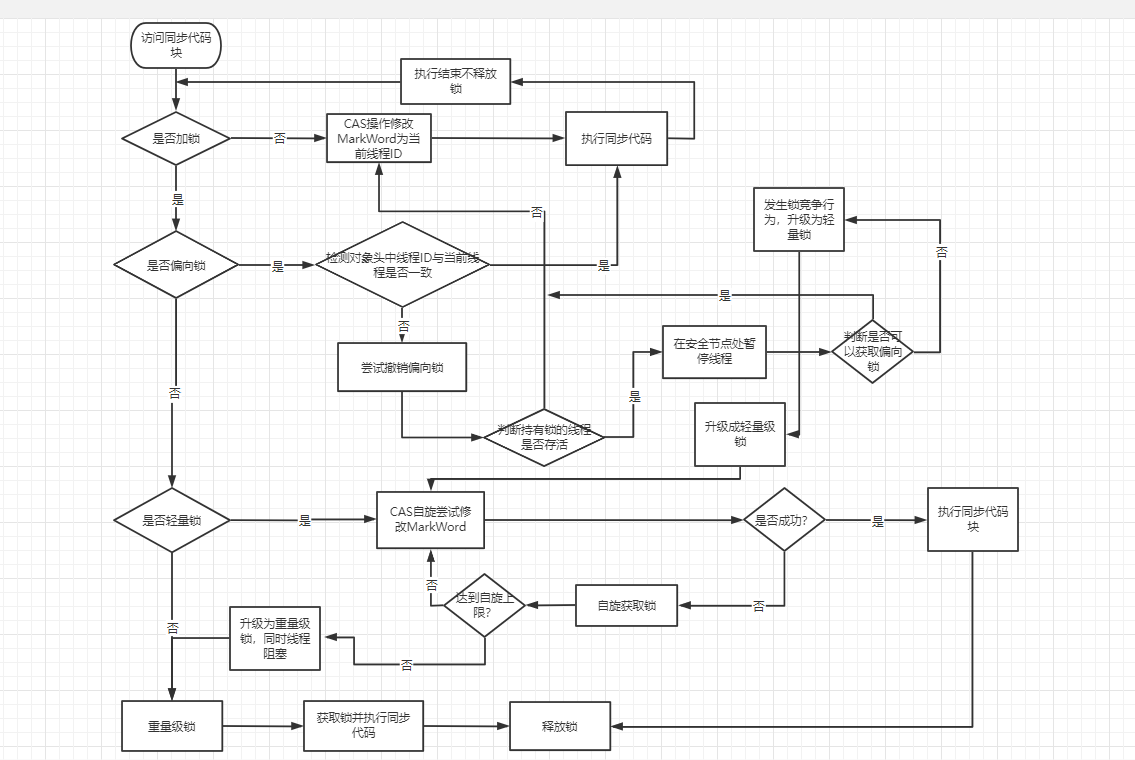 访问同步代码
块
执行结束不释放
锁
是否加锁
否
CAS操作修改
MarkWord为当
前线程ID
执行同步代码
是
否
发生锁竞争行
为，升级为轻
量锁
是否偏向锁
是
检测对象头中线程ID与当前线
程是否一致
是
否
是
否
尝试撤销偏向锁
在安全节点处暂
停线程
判断是否可
以获取偏向
锁
否
是
判断持有锁的线程
是否存活
升级成轻量级
锁
是否轻量锁
是
CAS自旋尝试修
改MarkWord
是否成功?
是
执行同步代码
块
否
达到自旋上
限?
自旋获取锁
否
否
升级为重量级
锁，同时线程
阻塞
否
重量级锁
获取锁并执行同步
代码
释放锁